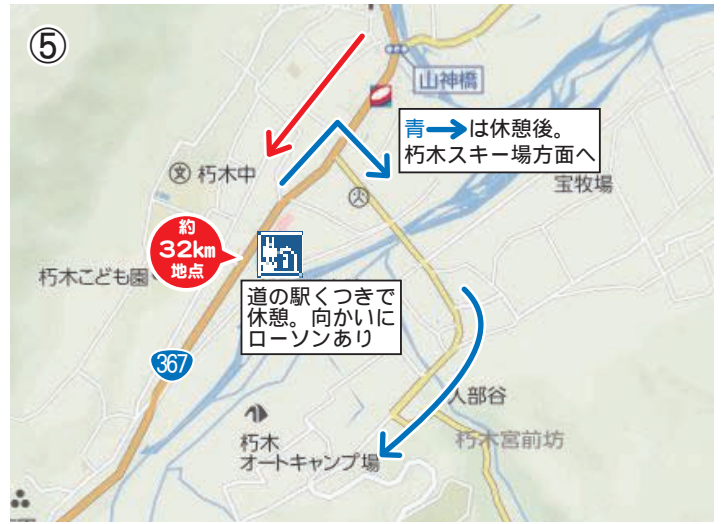 ⑤
山神橋
青→は休憩後。
朽木スキー場方面へ
文 朽木中
火
宝牧場
約
32km
地点
朽木こども園
道の駅くつきで
休憩。向かいに
ローソンあり
367
人部谷
朽木宮前坊
朽木
オートキャンプ場